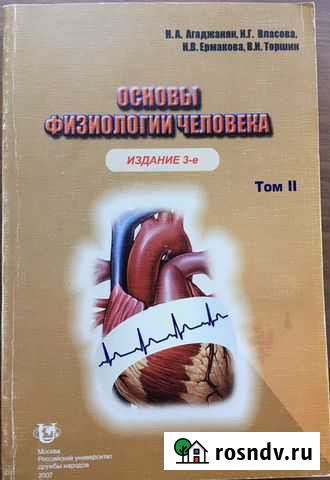 Н. А. Агаджанян, И.Г. Власова,
Н.В. Ермакова, В.И. Торшин
ОСНОВЫ
ФИЗИОЛОГИИ ЧЕЛОВЕКА
ИЗДАНИЕ 3-е
Том II
Москва
Российский университет
дружбы народов
2007
rosndv.ru